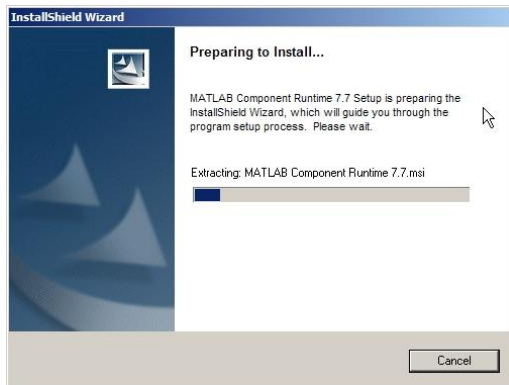 InstallShield Wizard
Preparing to Install...
MATLAB Component Runtime 7.7 Setup is preparing the
InstallShield Wizard, which will guide you through the
program setup process. Please wait.
Extracting: MATLAB Component Runtime 7.7.msi
Cancel